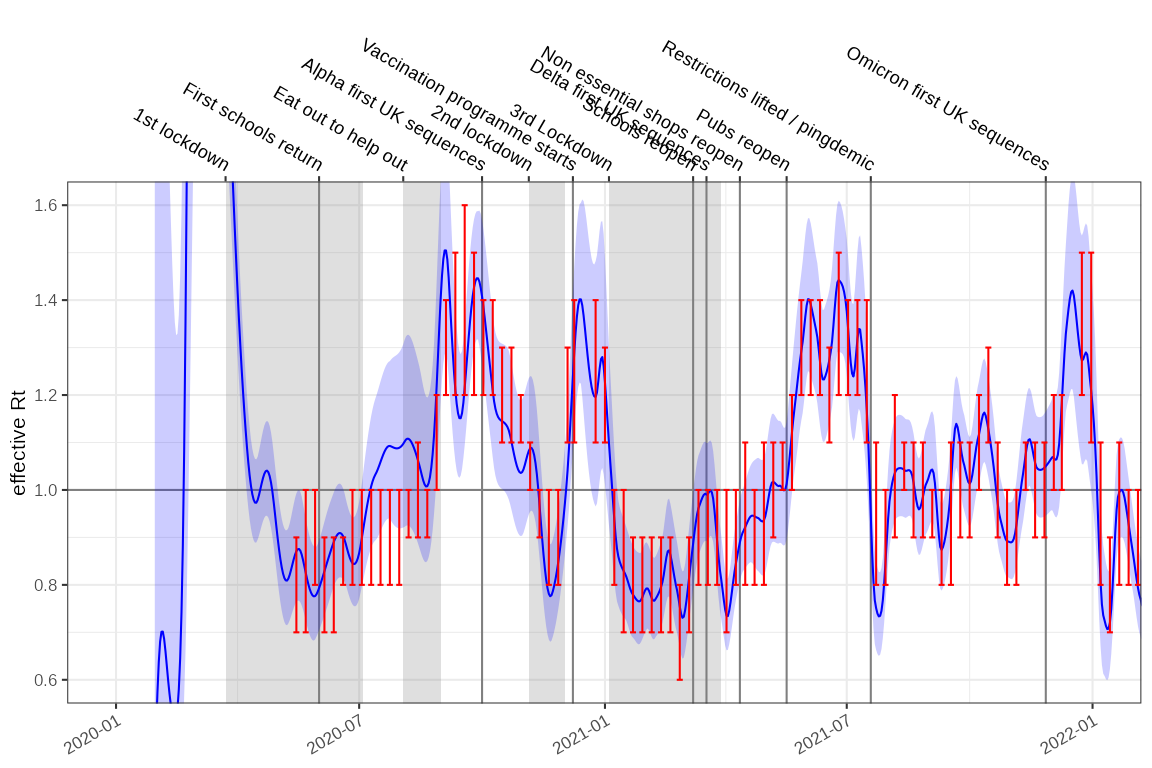 1st lockdown
First schools return
Eat out to help out
Alpha first UK sequences
2nd lockdown
Vaccination programme starts
3rd Lockdown
Schools reopen
Delta first UK sequences
Non essential shops reopen
Pubs reopen
Restrictions lifted / pingdemic
Omicron first UK sequences
effective Rt
1.6
1.4
1.2
1.0
0.8
0.6
2020-01
2020-07
2021-01
2021-07
2022-01